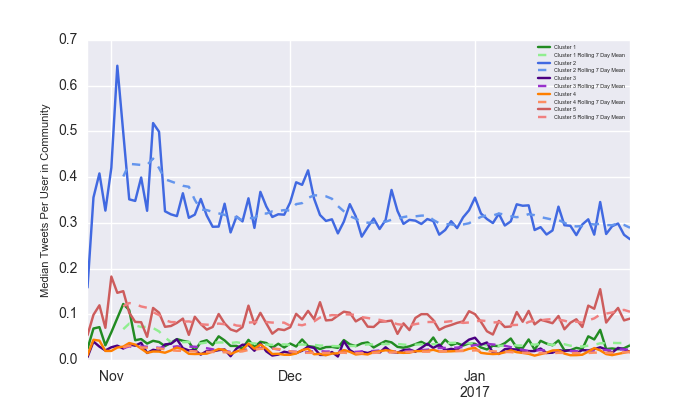 0.7
0.6
0.5
0.4
0.3
0.2
0.1
0.0
Median Tweets Per User in Community
Nov
Dec
Jan
2017
Cluster 1
Cluster 1 Rolling 7 Day Mean
Cluster 2
Cluster 2 Rolling 7 Day Mean
Cluster 3
Cluster 3 Rolling 7 Day Mean
Cluster 4
Cluster 4 Rolling 7 Day Mean
Cluster 5
Cluster 5 Rolling 7 Day Mean